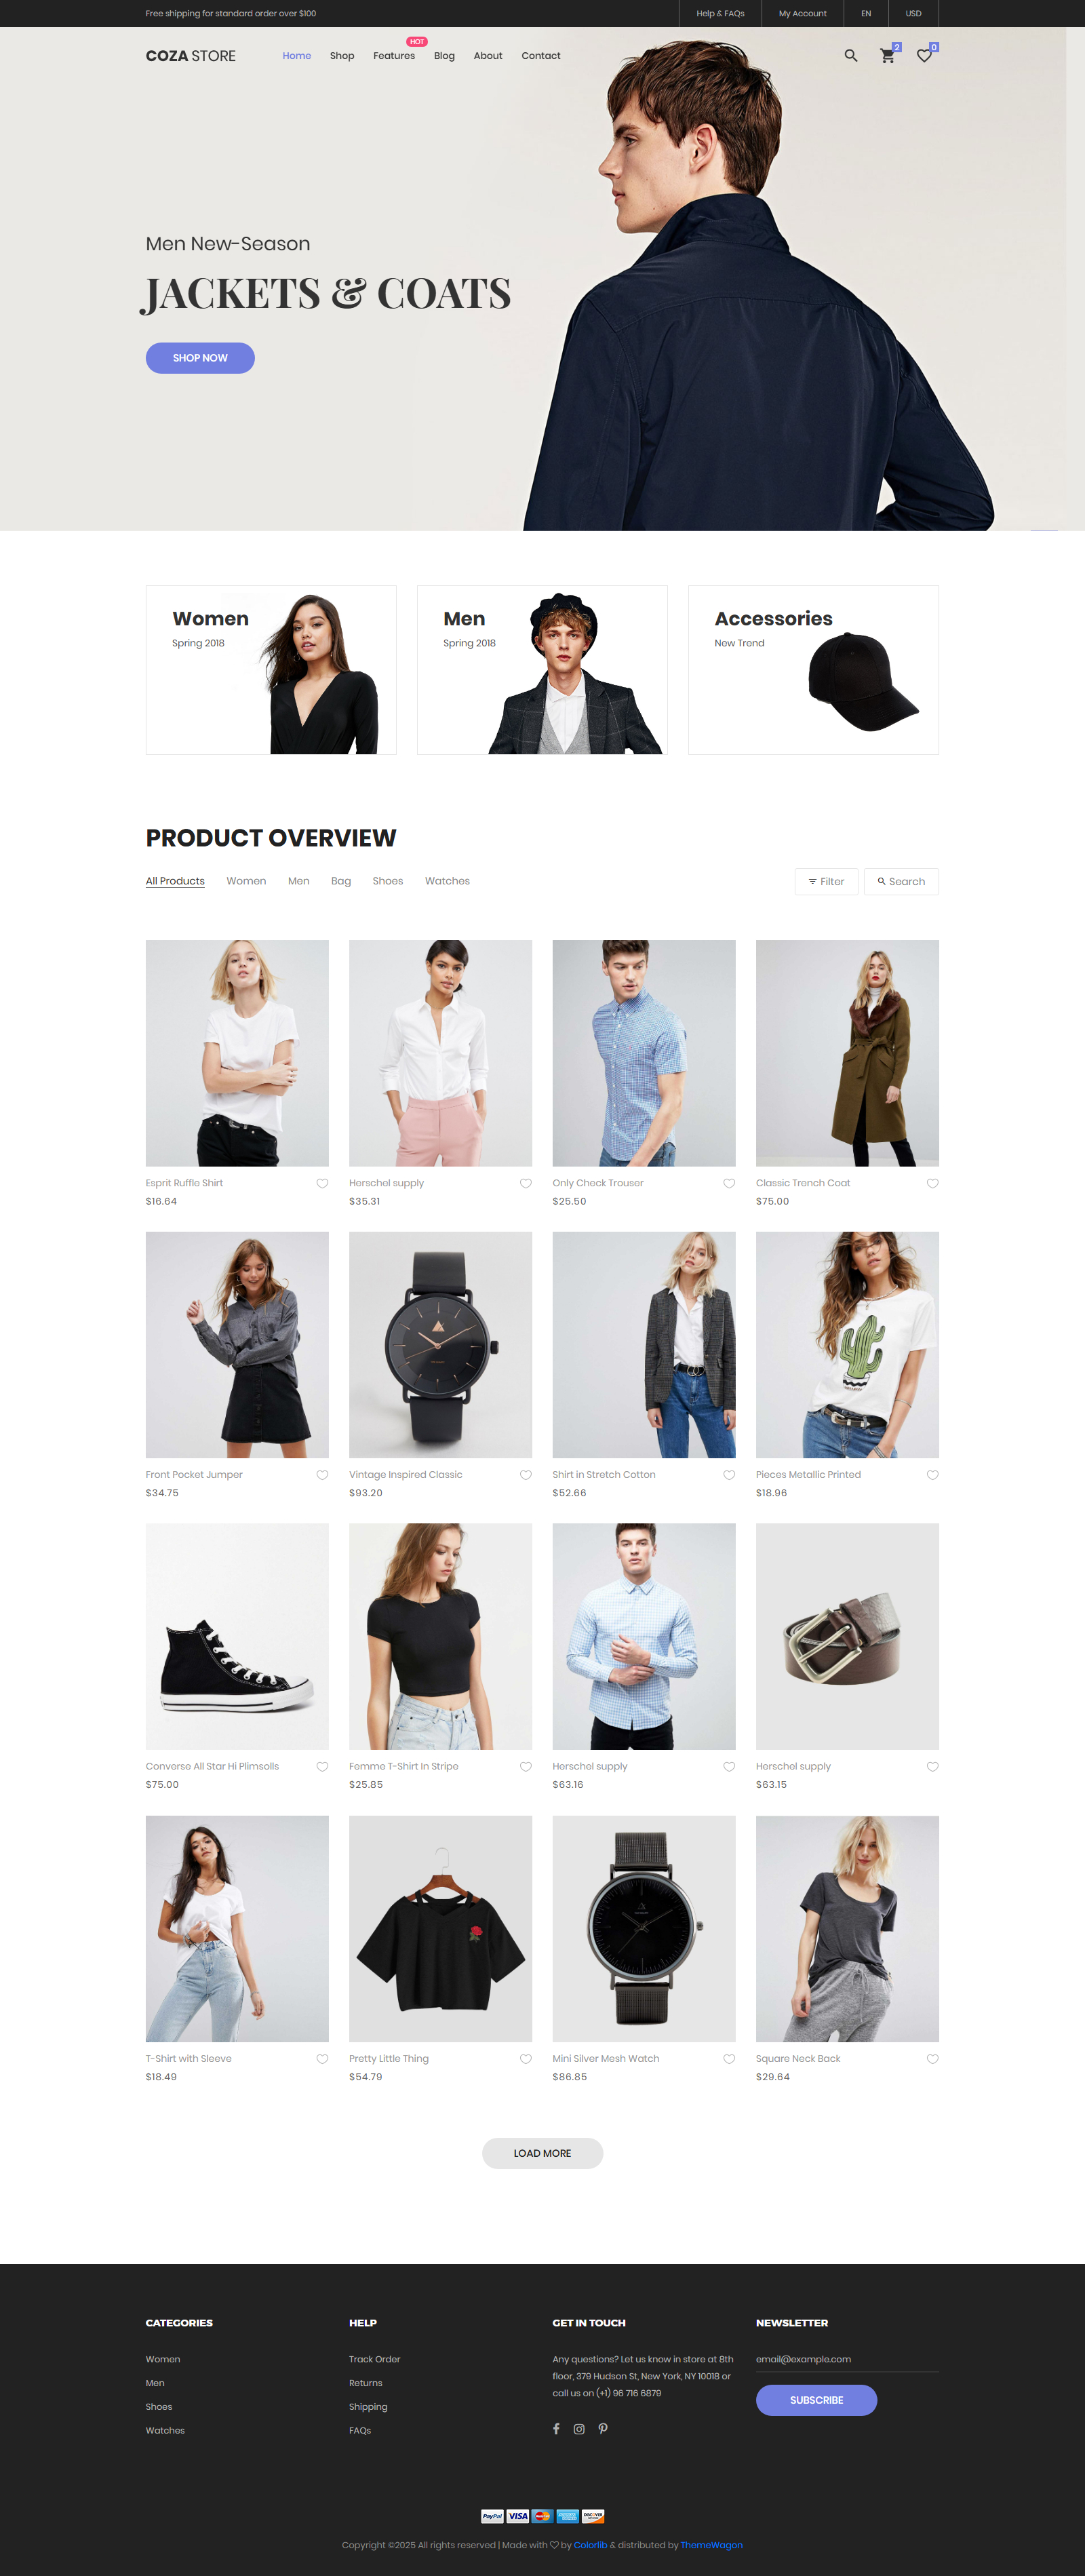 Free shipping for standard order over $100
Help & FAQs
My Account
EN
USD
COZA STORE
Home
Shop
Features
HOT
Blog
About
Contact
2
0
Men New-Season
JACKETS & COATS
SHOP NOW
Women
Spring 2018
Men
Spring 2018
Accessories
New Trend
PRODUCT OVERVIEW
All Products
Women
Men
Bag
Shoes
Watches
Filter
Search
Esprit Ruffle Shirt
$16.64
Herschel supply
$35.31
Only Check Trouser
$25.50
Classic Trench Coat
$75.00
Front Pocket Jumper
$34.75
Vintage Inspired Classic
$93.20
Shirt in Stretch Cotton
$52.66
Pieces Metallic Printed
$18.96
Converse All Star Hi Plimsolls
$75.00
Femme T-Shirt In Stripe
$25.85
Herschel supply
$63.16
Herschel supply
$63.15
T-Shirt with Sleeve
$18.49
Pretty Little Thing
$54.79
Mini Silver Mesh Watch
$86.85
Square Neck Back
$29.64
LOAD MORE
CATEGORIES
Women
Men
Shoes
Watches
HELP
Track Order
Returns
Shipping
FAQs
GET IN TOUCH
Any questions? Let us know in store at 8th
floor, 379 Hudson St, New York, NY 10018 or
call us on (+1) 96 716 6879
NEWSLETTER
email@example.com
SUBSCRIBE
PayPal
VISA
MasterCard
DISCOVER
Copyright ©2025 All rights reserved | Made with by Colorlib & distributed by ThemeWagon